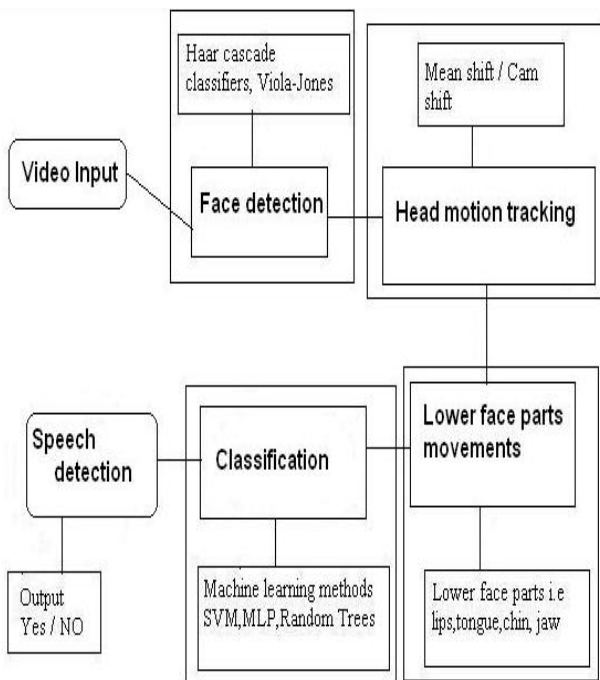 Haar cascade
classifiers, Viola-Jones
Mean shift / Cam
shift
Video Input
Face detection
Head motion tracking
Lower face parts
movements
Classification
Speech
detection
Output
Yes / NO
Machine learning methods
SVM,MLP,Random Trees
Lower face parts i.e
lips,tongue,chin, jaw